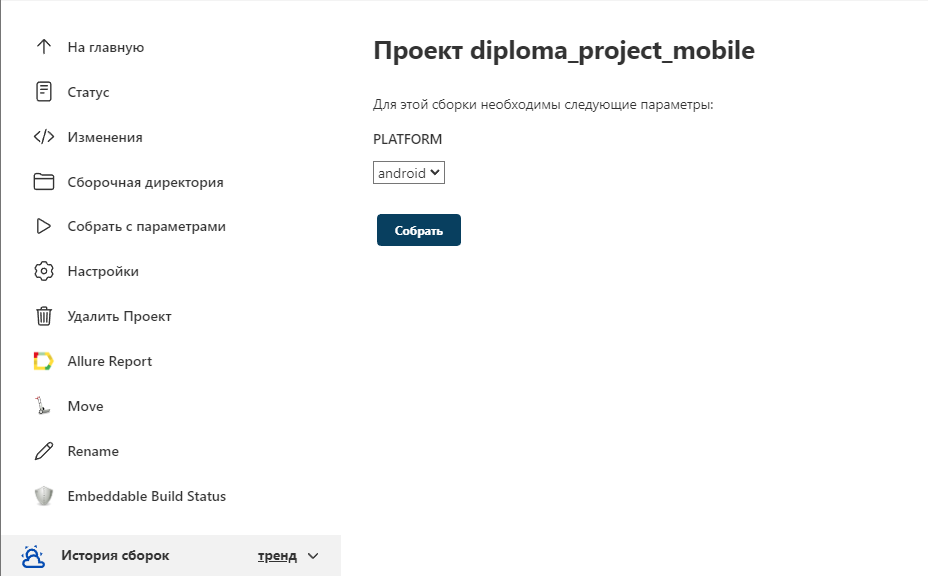 На главную
Статус
Изменения
Сборочная директория
Собрать с параметрами
Настройки
Удалить Проект
Allure Report
Move
Rename
Embeddable Build Status
История сборок тренд
Проект diploma_project_mobile
Для этой сборки необходимы следующие параметры:
PLATFORM
android
Собрать